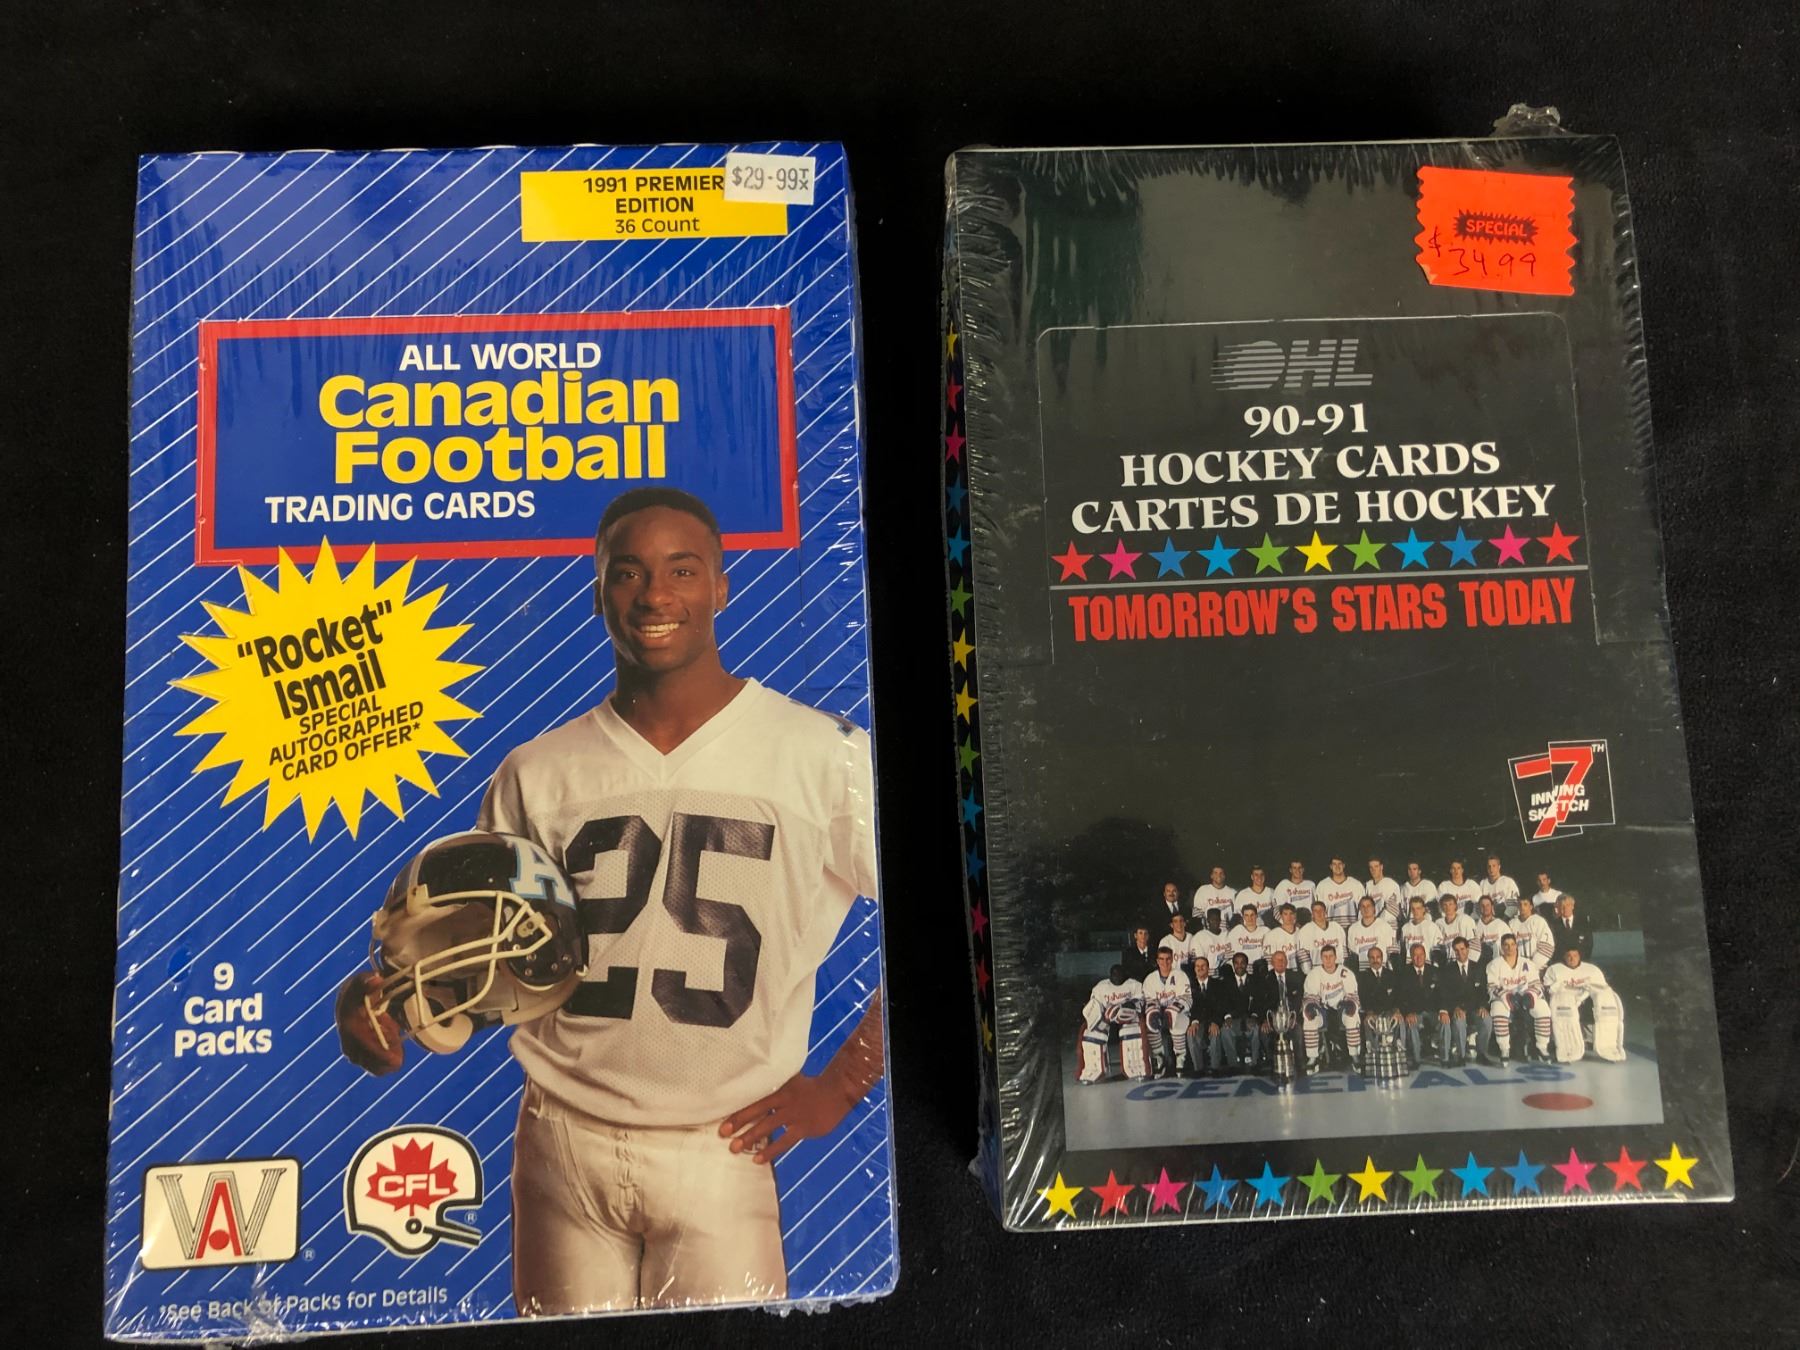 1991 PREMIER
EDITION
36 Count
$29-99 TX
ALL WORLD
Canadian
Football
TRADING CARDS
"Rocket"
Ismail
SPECIAL
AUTOGRAPHED
CARD OFFER*
25
A
9
Card
Packs
WA
®
CFL
®
*See Back of Packs for Details
SPECIAL
$34.99
OHL
90-91
HOCKEY CARDS
CARTES DE HOCKEY
TOMORROW'S STARS TODAY
7TH
INNING
SKETCH
GENERALS